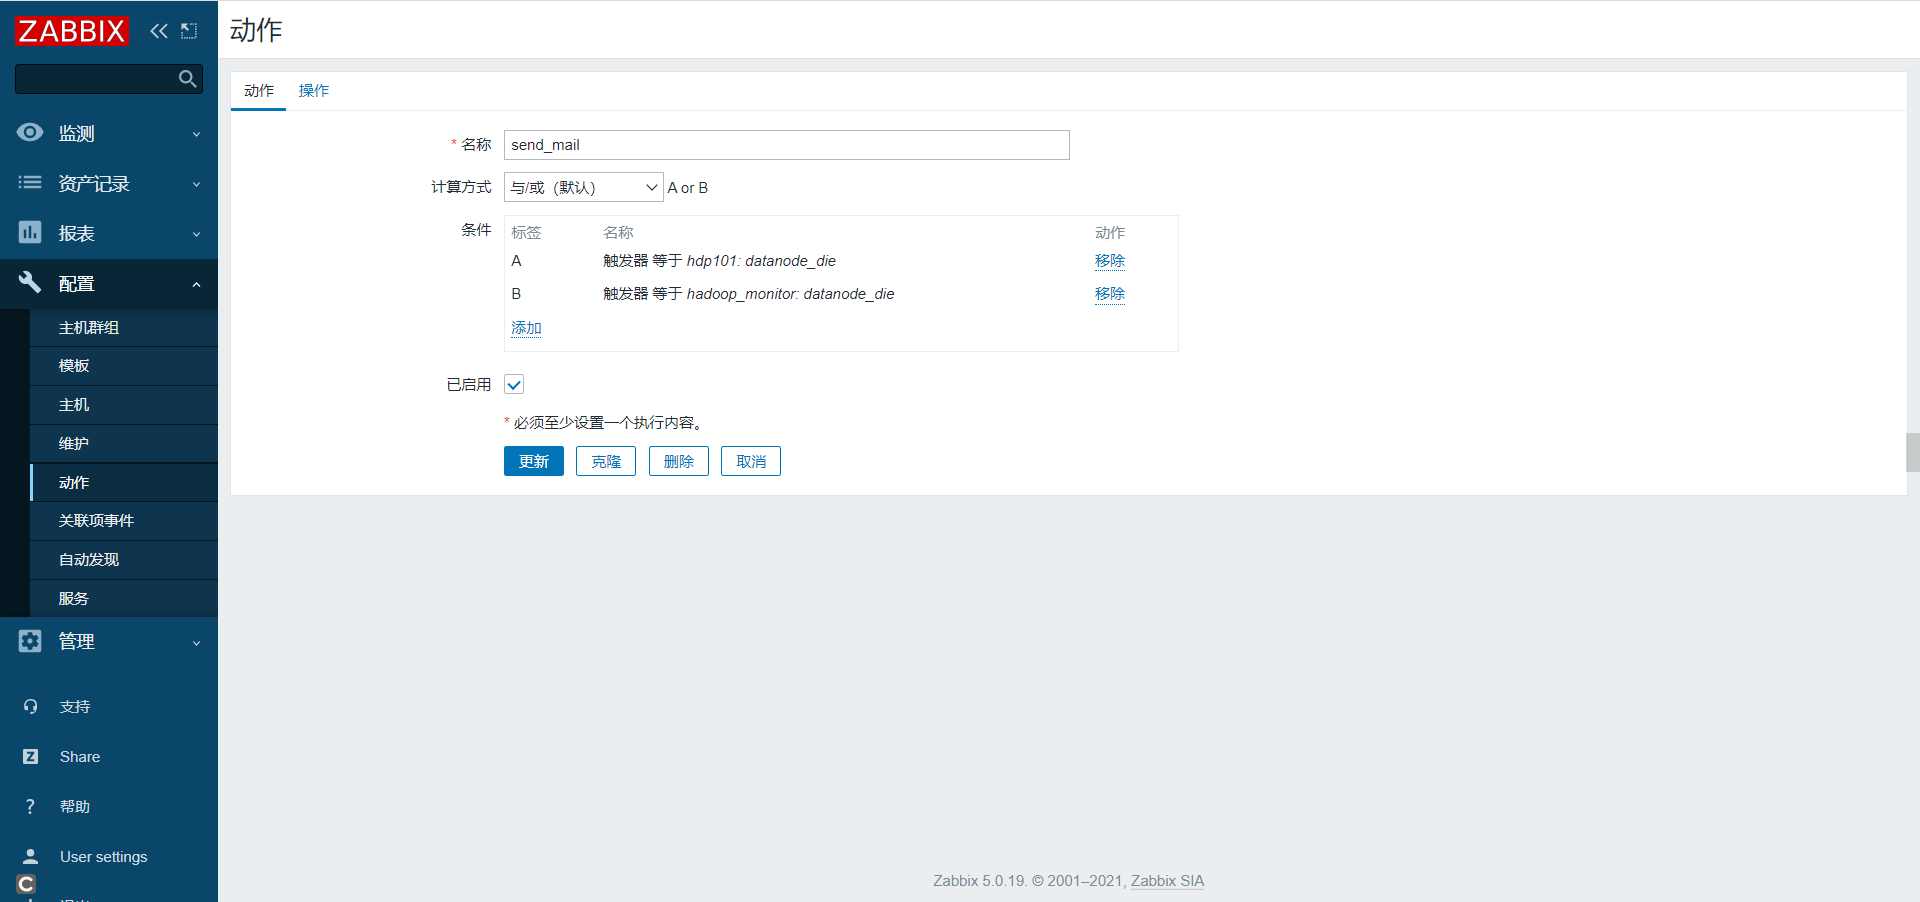 ZABBIX
监测
资产记录
报表
配置
主机群组
模板
主机
维护
动作
关联项事件
自动发现
服务
管理
支持
Share
帮助
User settings
动作
动作 操作
* 名称 send_mail
计算方式 与/或（默认） A or B
条件 标签 名称 动作
A 触发器 等于 hdp101: datanode_die 移除
B 触发器 等于 hadoop_monitor: datanode_die 移除
添加
已启用
* 必须至少设置一个执行内容。
更新 克隆 删除 取消
Zabbix 5.0.19. © 2001–2021, Zabbix SIA